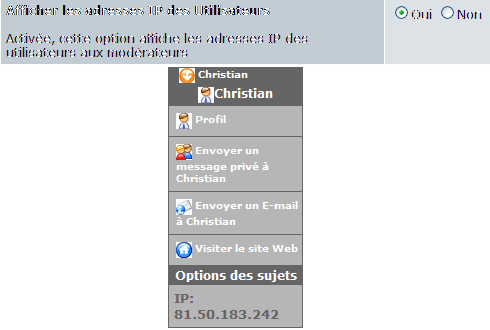 Afficher les adresses IP des Utilisateurs
Oui Non
Activée, cette option affiche les adresses IP des
utilisateurs aux modérateurs
Christian
Christian
Profil
Envoyer un
message privé à
Christian
Envoyer un E-mail
à Christian
Visiter le site Web
Options des sujets
IP:
81.50.183.242